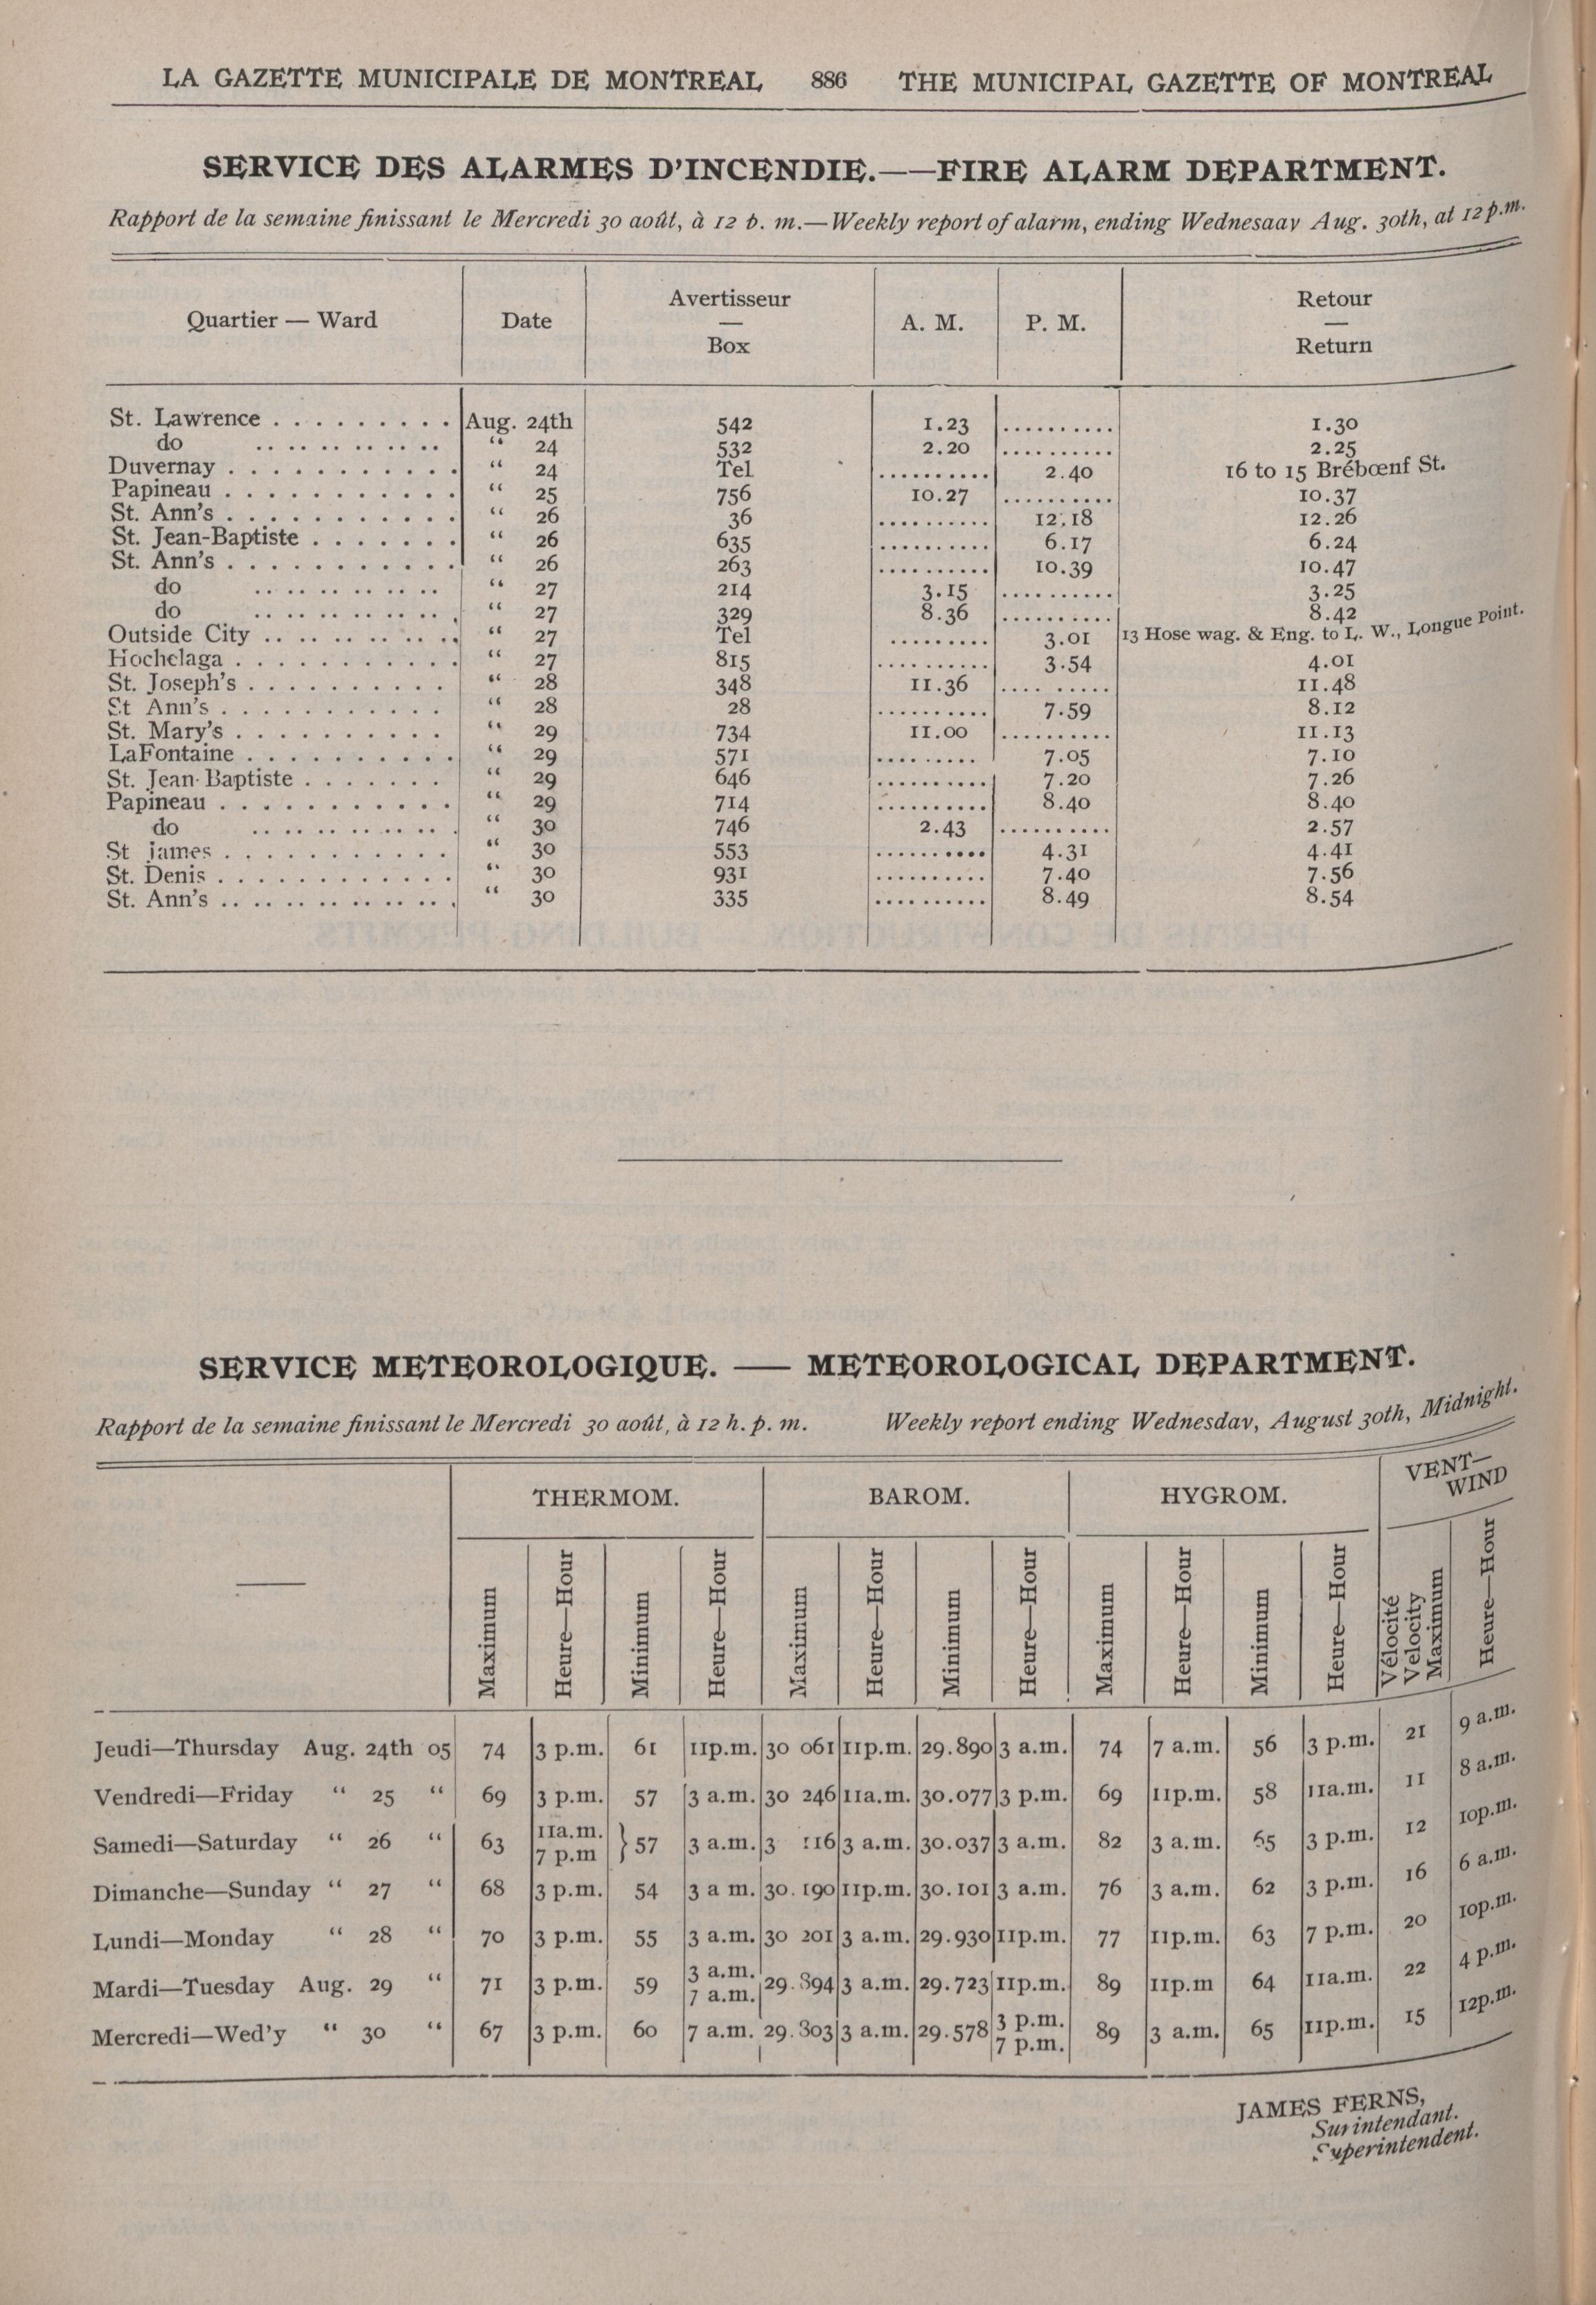 LA GAZETTE MUNICIPALE DE MONTREAL 886 THE MUNICIPAL GAZETTE OF MONTREAL
SERVICE DES ALARMES D'INCENDIE.——FIRE ALARM DEPARTMENT.
Rapport de la semaine finissant le Mercredi 30 août, à 12 p. m.—Weekly report of alarm, ending Wednesaay Aug. 30th, at 12 p.m.
Quartier — Ward Date Avertisseur — Box A. M. P. M. Retour — Return
St. Lawrence . . . . . . . . . . Aug. 24th 542 1.23 .......... 1.30
do .. .. .. .. .. .. .. “ 24 532 2.20 .......... 2.25
Duvernay . . . . . . . . . . . “ 24 Tel .......... 2.40 16 to 15 Brébœnf St.
Papineau . . . . . . . . . . . “ 25 756 10.27 .......... 10.37
St. Ann's . . . . . . . . . . . “ 26 36 .......... 12.18 12.26
St. Jean-Baptiste . . . . . . . “ 26 635 .......... 6.17 6.24
St. Ann's . . . . . . . . . . . “ 26 263 .......... 10.39 10.47
do .. .. .. .. .. .. .. “ 27 214 3.15 .......... 3.25
do .. .. .. .. .. .. .. . “ 27 329 8.36 .......... 8.42
Outside City .. .. .. .. .. .. “ 27 Tel ......... 3.01 13 Hose wag. & Eng. to L. W., Longue Point.
Hochelaga . . . . . . . . . . . “ 27 815 .......... 3.54 4.01
St. Joseph's . . . . . . . . . . “ 28 348 11.36 .... ..... 11.48
St Ann's . . . . . . . . . . . “ 28 28 .......... 7.59 8.12
St. Mary's . . . . . . . . . . “ 29 734 11.00 .......... 11.13
LaFontaine . . . . . . . . . . “ 29 571 ......... 7.05 7.10
St. Jean-Baptiste . . . . . . . “ 29 646 .......... 7.20 7.26
Papineau . . . . . . . . . . . “ 29 714 .......... 8.40 8.40
do .. .. .. .. .. .. .. . “ 30 746 2.43 .......... 2.57
St james . . . . . . . . . . . “ 30 553 .......... 4.31 4.41
St. Denis . . . . . . . . . . . . “ 30 931 .......... 7.40 7.56
St. Ann's .. .. .. .. .. .. .. . “ 30 335 .......... 8.49 8.54
SERVICE METEOROLOGIQUE. —— METEOROLOGICAL DEPARTMENT.
Rapport de la semaine finissant le Mercredi 30 août, à 12 h. p. m. Weekly report ending Wednesday, August 30th, Midnight.
THERMOM. BAROM. HYGROM. VENT—WIND
Maximum Heure—Hour Minimum Heure—Hour Maximum Heure—Hour Minimum Heure—Hour Maximum Heure—Hour Minimum Heure—Hour Vélocité Velocity Maximum Heure—Hour
Jeudi—Thursday Aug. 24th 05 74 3 p.m. 61 11p.m. 30 061 11p.m. 29.890 3 a.m. 74 7 a.m. 56 3 p.m. 21 9 a.m.
Vendredi—Friday “ 25 “ 69 3 p.m. 57 3 a.m. 30 246 11a.m. 30.077 3 p.m. 69 11p.m. 58 11a.m. 11 8 a.m.
Samedi—Saturday “ 26 “ 63 11a.m. 7 p.m } 57 3 a.m. 3 116 3 a.m. 30.037 3 a.m. 82 3 a.m. 65 3 p.m. 12 10p.m.
Dimanche—Sunday “ 27 “ 68 3 p.m. 54 3 a m. 30.190 11p.m. 30.101 3 a.m. 76 3 a.m. 62 3 p.m. 16 6 a.m.
Lundi—Monday “ 28 “ 70 3 p.m. 55 3 a.m. 30 201 3 a.m. 29.930 11p.m. 77 11p.m. 63 7 p.m. 20 10p.m.
Mardi—Tuesday Aug. 29 “ 71 3 p.m. 59 3 a.m. 7 a.m. 29.894 3 a.m. 29.723 11p.m. 89 11p.m 64 11a.m. 22 4 p.m.
Mercredi—Wed'y “ 30 “ 67 3 p.m. 60 7 a.m. 29.803 3 a.m. 29.578 3 p.m. 7 p.m. 89 3 a.m. 65 11p.m. 15 12p.m.
JAMES FERNS,
Surintendant.
Superintendent.